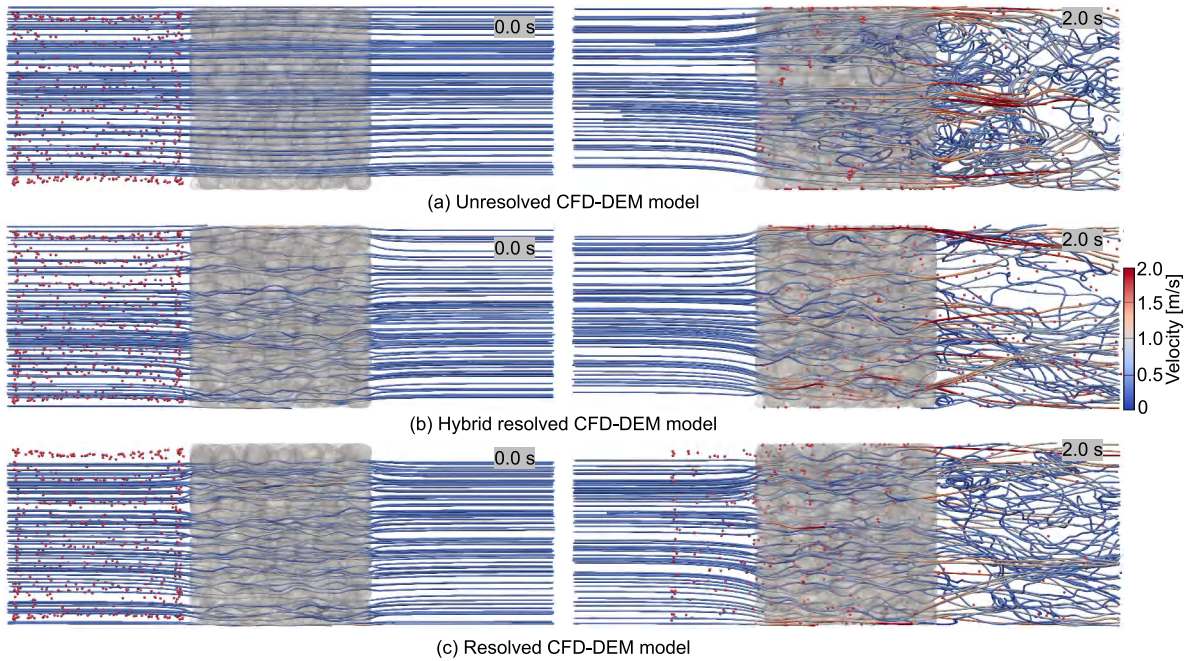 0.0 s
2.0 s
(a) Unresolved CFD-DEM model
0.0 s
2.0 s
(b) Hybrid resolved CFD-DEM model
2.0
1.5
1.0
0.5
0
Velocity [m/s]
0.0 s
2.0 s
(c) Resolved CFD-DEM model